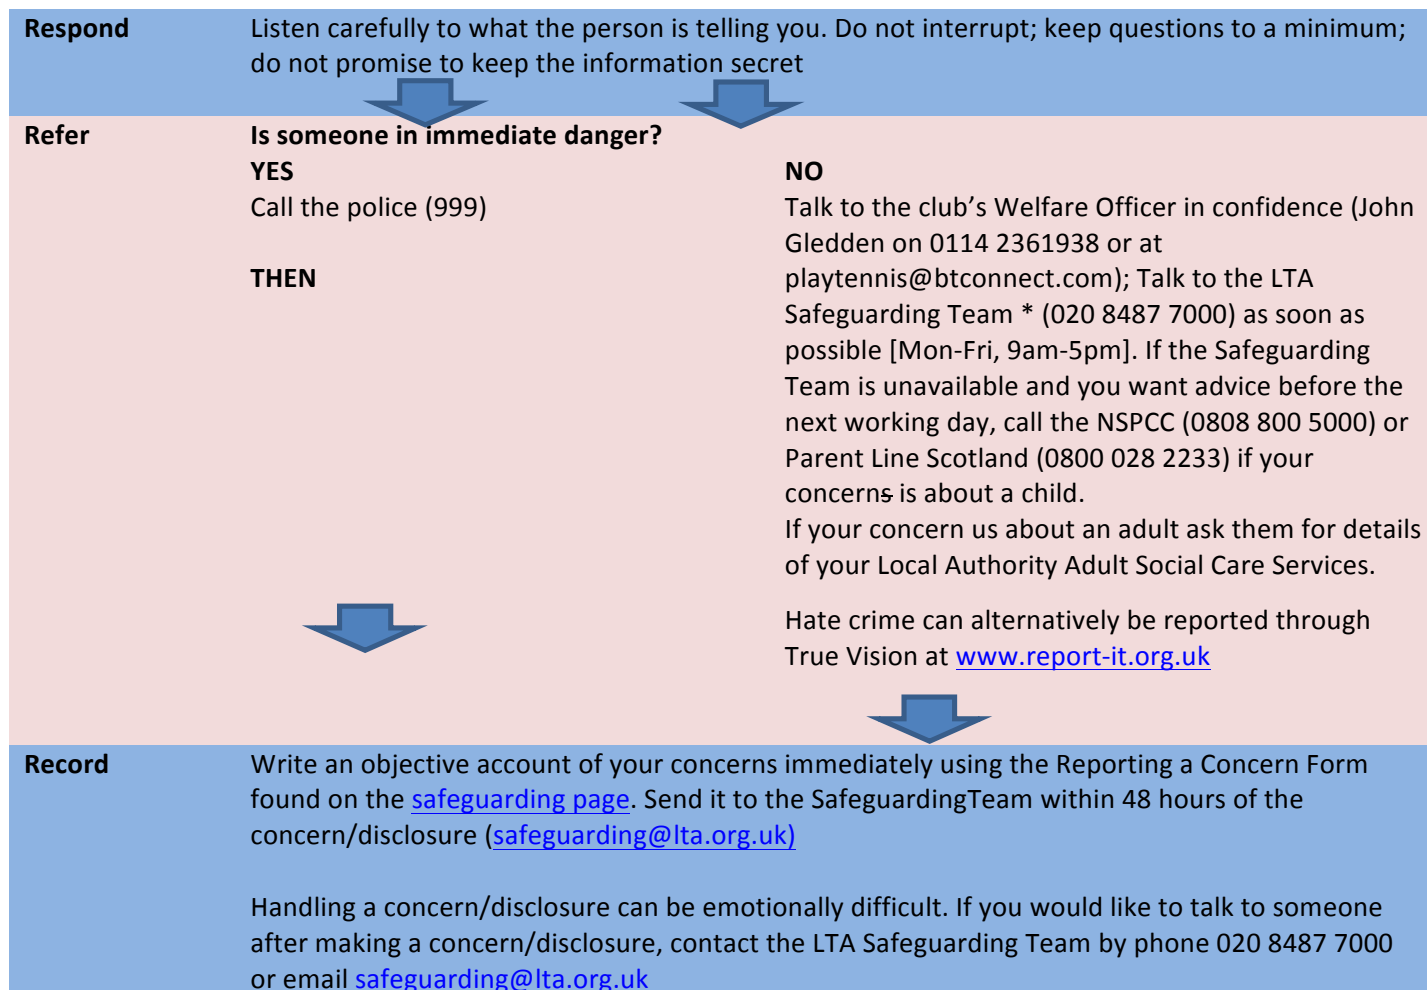 Respond
Listen carefully to what the person is telling you. Do not interrupt; keep questions to a minimum;
do not promise to keep the information secret
Refer
Is someone in immediate danger?
YES
Call the police (999)
THEN
NO
Talk to the club’s Welfare Officer in confidence (John
Gledden on 0114 2361938 or at
playtennis@btconnect.com); Talk to the LTA
Safeguarding Team * (020 8487 7000) as soon as
possible [Mon-Fri, 9am-5pm]. If the Safeguarding
Team is unavailable and you want advice before the
next working day, call the NSPCC (0808 800 5000) or
Parent Line Scotland (0800 028 2233) if your
concerns is about a child.
If your concern us about an adult ask them for details
of your Local Authority Adult Social Care Services.
Hate crime can alternatively be reported through
True Vision at www.report-it.org.uk
Record
Write an objective account of your concerns immediately using the Reporting a Concern Form
found on the safeguarding page. Send it to the SafeguardingTeam within 48 hours of the
concern/disclosure (safeguarding@lta.org.uk)
Handling a concern/disclosure can be emotionally difficult. If you would like to talk to someone
after making a concern/disclosure, contact the LTA Safeguarding Team by phone 020 8487 7000
or email safeguarding@lta.org.uk